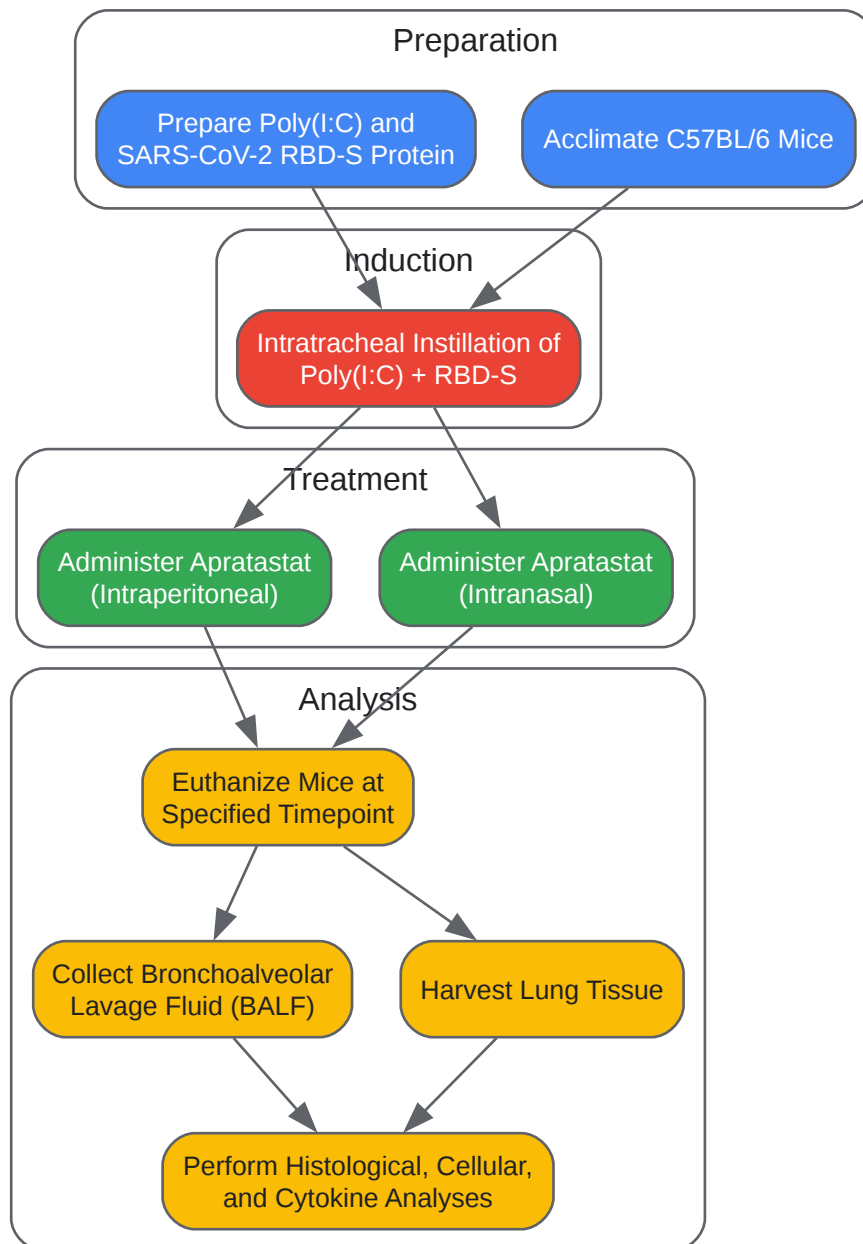 Preparation
Prepare Poly(I:C) and
SARS-CoV-2 RBD-S Protein
Acclimate C57BL/6 Mice
Induction
Intratracheal Instillation of
Poly(I:C) + RBD-S
Treatment
Administer Apratastat
(Intraperitoneal)
Administer Apratastat
(Intranasal)
Analysis
Euthanize Mice at
Specified Timepoint
Collect Bronchoalveolar
Lavage Fluid (BALF)
Harvest Lung Tissue
Perform Histological, Cellular,
and Cytokine Analyses